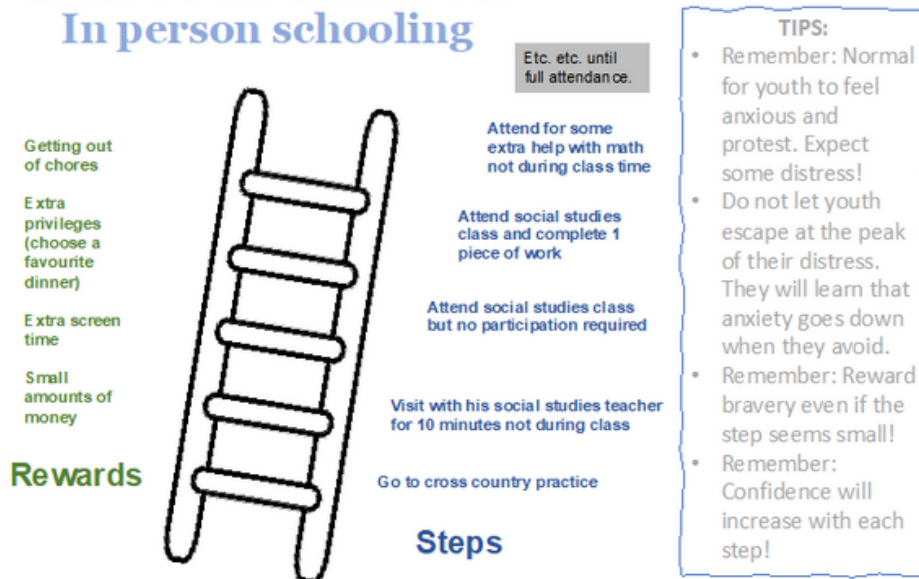 In person schooling
Etc. etc. until
full attendance.
Getting out
of chores
Extra
privileges
(choose a
favourite
dinner)
Extra screen
time
Small
amounts of
money
Rewards
Attend for some
extra help with math
not during class time
Attend social studies
class and complete 1
piece of work
Attend social studies class
but no participation required
Visit with his social studies teacher
for 10 minutes not during class
Go to cross country practice
Steps
TIPS:
• Remember: Normal
for youth to feel
anxious and
protest. Expect
some distress!
• Do not let youth
escape at the peak
of their distress.
They will learn that
anxiety goes down
when they avoid.
• Remember: Reward
bravery even if the
step seems small!
• Remember:
Confidence will
increase with each
step!